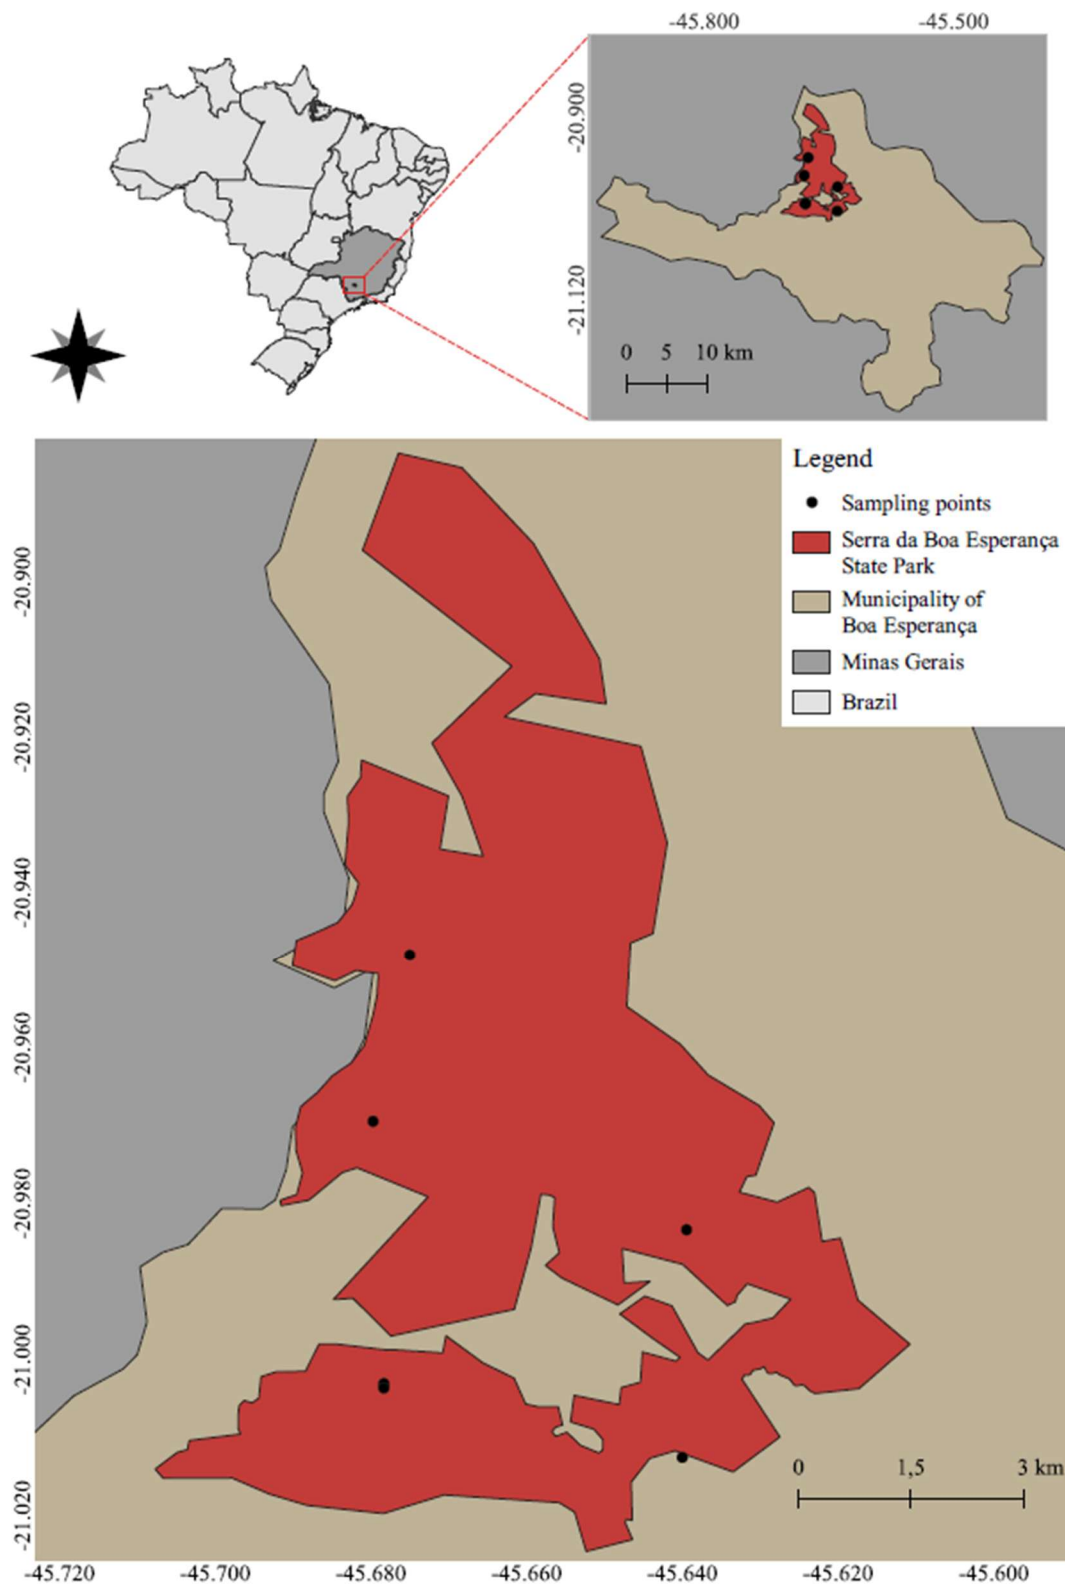 -45.800
-45.500
-20.900
-21.120
0 5 10 km
Legend
Sampling points
Serra da Boa Esperança
State Park
Municipality of
Boa Esperança
Minas Gerais
Brazil
-20.900
-20.920
-20.940
-20.960
-20.980
-21.000
-21.020
0 1,5 3 km
-45.720 -45.700 -45.680 -45.660 -45.640 -45.620 -45.600